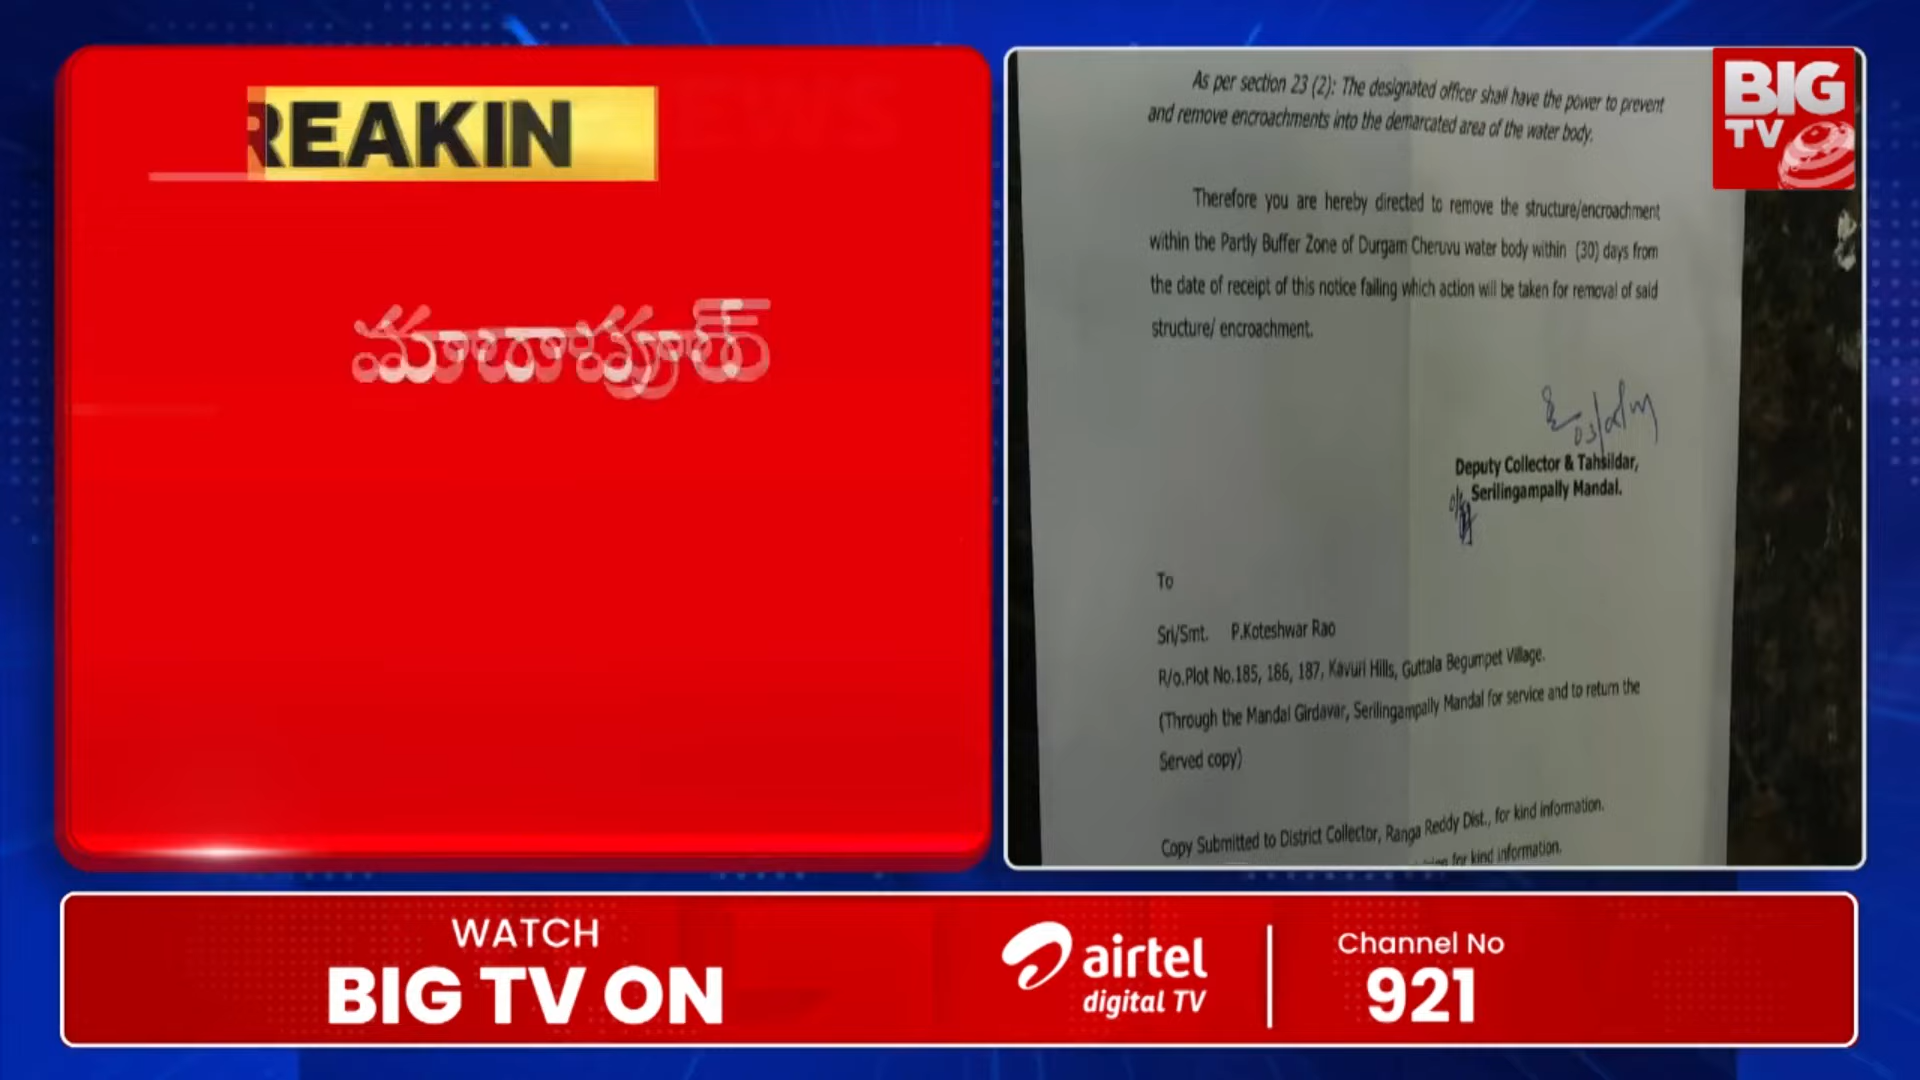 REAKIN
మాదాపూర్
As per section 23 (2): The designated officer shall have the power to prevent
and remove encroachments into the demarcated area of the water body.
Therefore you are hereby directed to remove the structure/encroachment
within the Partly Buffer Zone of Durgam Cheruvu water body within (30) days from
the date of receipt of this notice failing which action will be taken for removal of said
structure/ encroachment.
Deputy Collector & Tahsildar,
Serilingampally Mandal.
To
Sri/Smt. P.Koteshwar Rao
R/o.Plot No.185, 186, 187, Kavuri Hills, Guttala Begumpet Village.
(Through the Mandal Girdavar, Serilingampally Mandal for service and to return the
Served copy)
Copy Submitted to District Collector, Ranga Reddy Dist., for kind information.
for kind information.
BIG
TV
WATCH
BIG TV ON
airtel
digital TV
Channel No
921